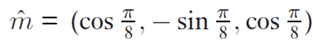 m̂ = (cos π/8, − sin π/8, cos π/8)